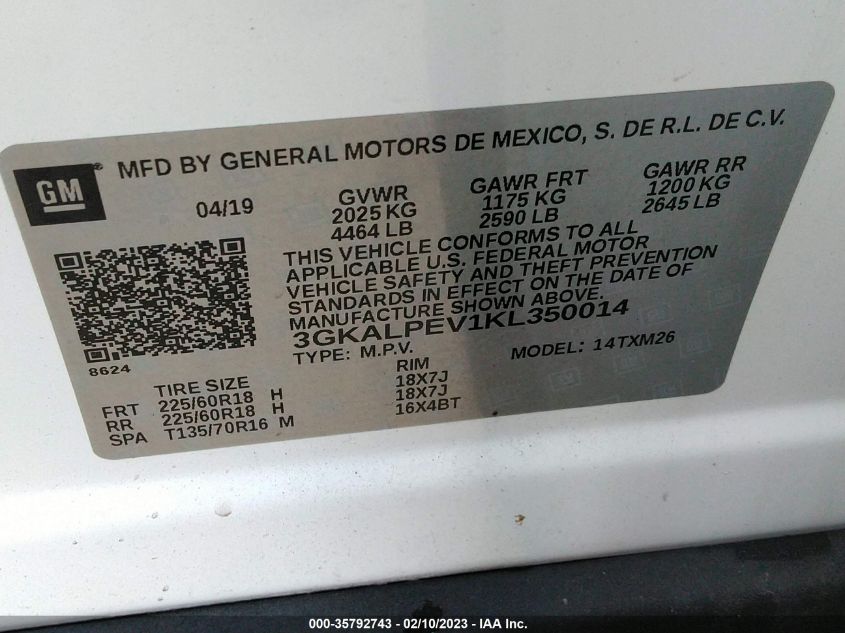 GM ® MFD BY GENERAL MOTORS DE MEXICO, S. DE R.L. DE C.V.
04/19
GVWR
2025 KG
4464 LB
GAWR FRT
1175 KG
2590 LB
GAWR RR
1200 KG
2645 LB
THIS VEHICLE CONFORMS TO ALL
APPLICABLE U.S. FEDERAL MOTOR
VEHICLE SAFETY AND THEFT PREVENTION
STANDARDS IN EFFECT ON THE DATE OF
MANUFACTURE SHOWN ABOVE.
3GKALPEV1KL350014
TYPE: M.P.V. MODEL: 14TXM26
8624
TIRE SIZE RIM
FRT 225/60R18 H 18X7J
RR 225/60R18 H 18X7J
SPA T135/70R16 M 16X4BT
000-35792743 - 02/10/2023 - IAA Inc.